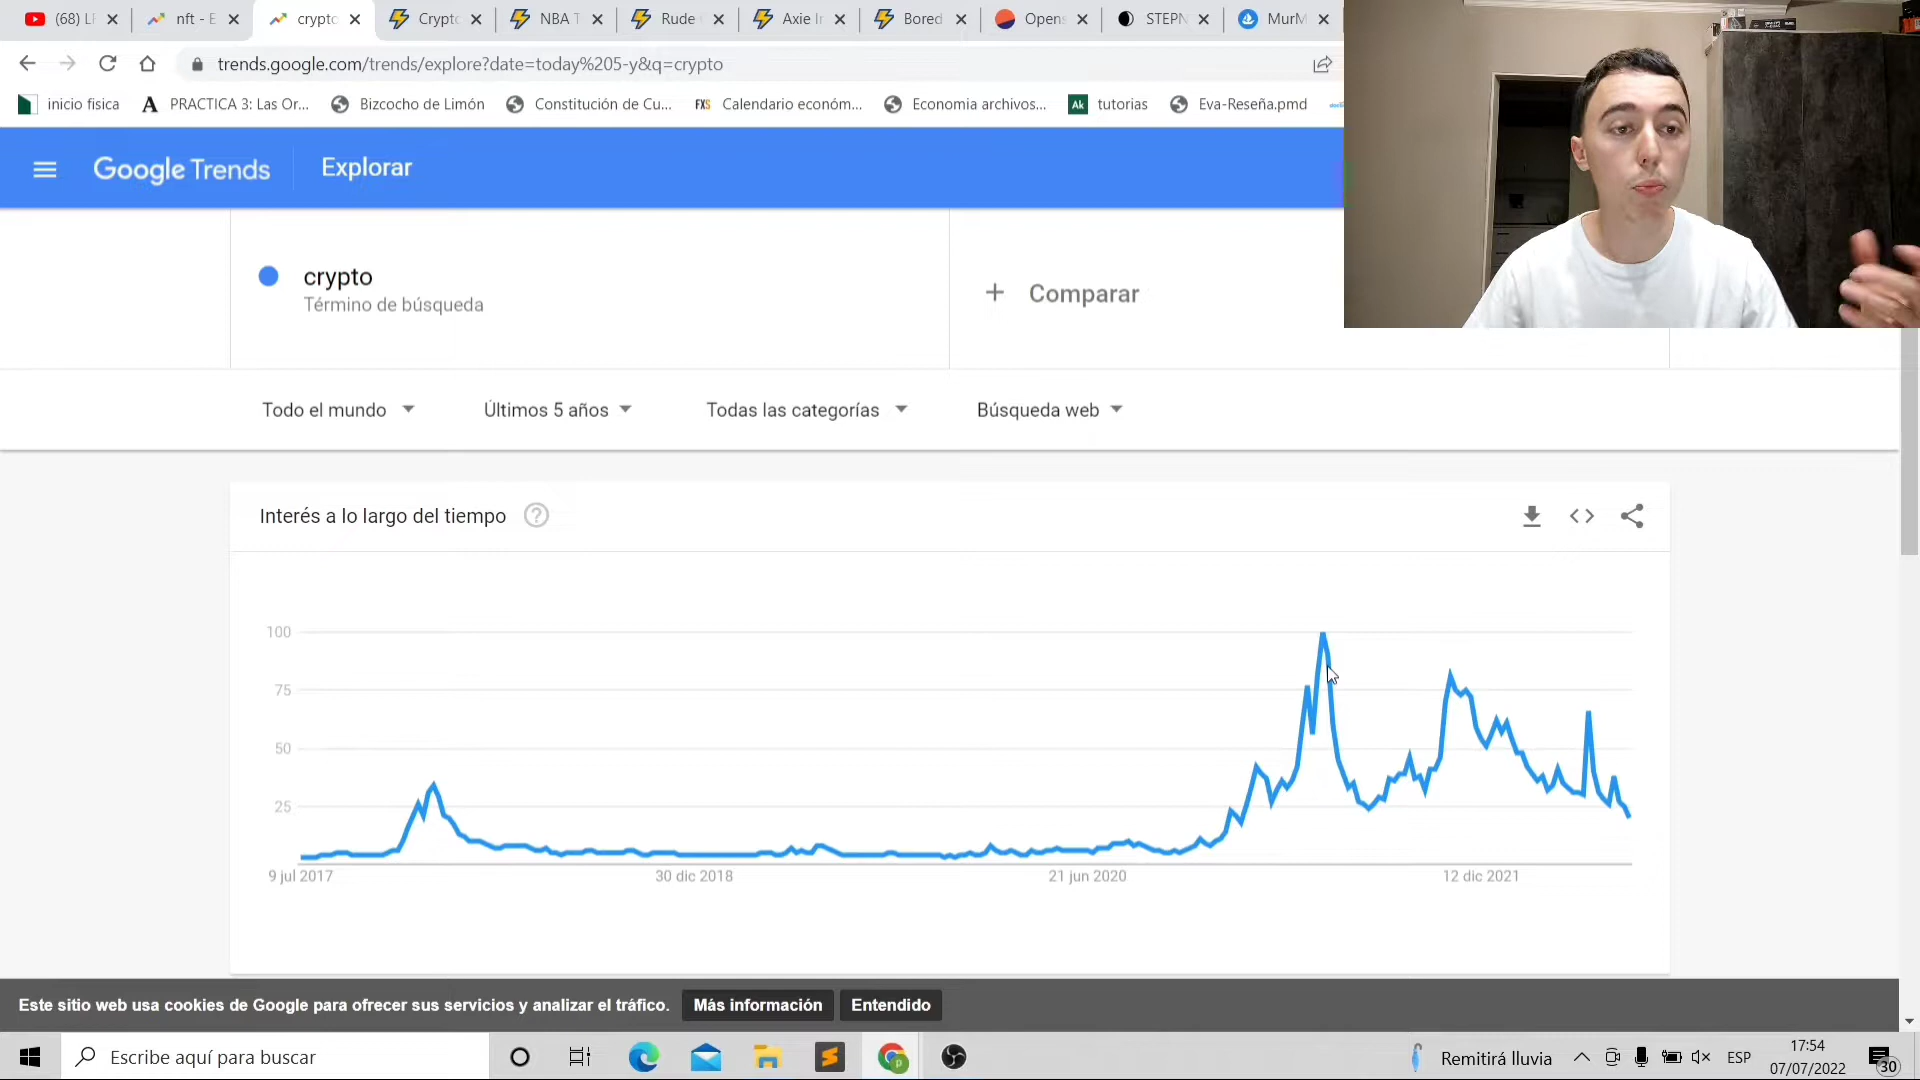 (68) LF
nft - E
crypto
Crypto
NBA T
Rude
Axie In
Bored
Opens
STEPN
MurM
trends.google.com/trends/explore?date=today%205-y&q=crypto
inicio fisica
A PRACTICA 3: Las Or...
Bizcocho de Limón
Constitución de Cu...
FXS Calendario económ...
Economia archivos...
Ak tutorias
Eva-Reseña.pmd
Google Trends
Explorar
crypto
Término de búsqueda
+ Comparar
Todo el mundo
Últimos 5 años
Todas las categorías
Búsqueda web
Interés a lo largo del tiempo ?
100
75
50
25
9 jul 2017
30 dic 2018
21 jun 2020
12 dic 2021
Este sitio web usa cookies de Google para ofrecer sus servicios y analizar el tráfico.
Más información
Entendido
Escribe aquí para buscar
Remitirá lluvia
ESP
17:54
07/07/2022
30